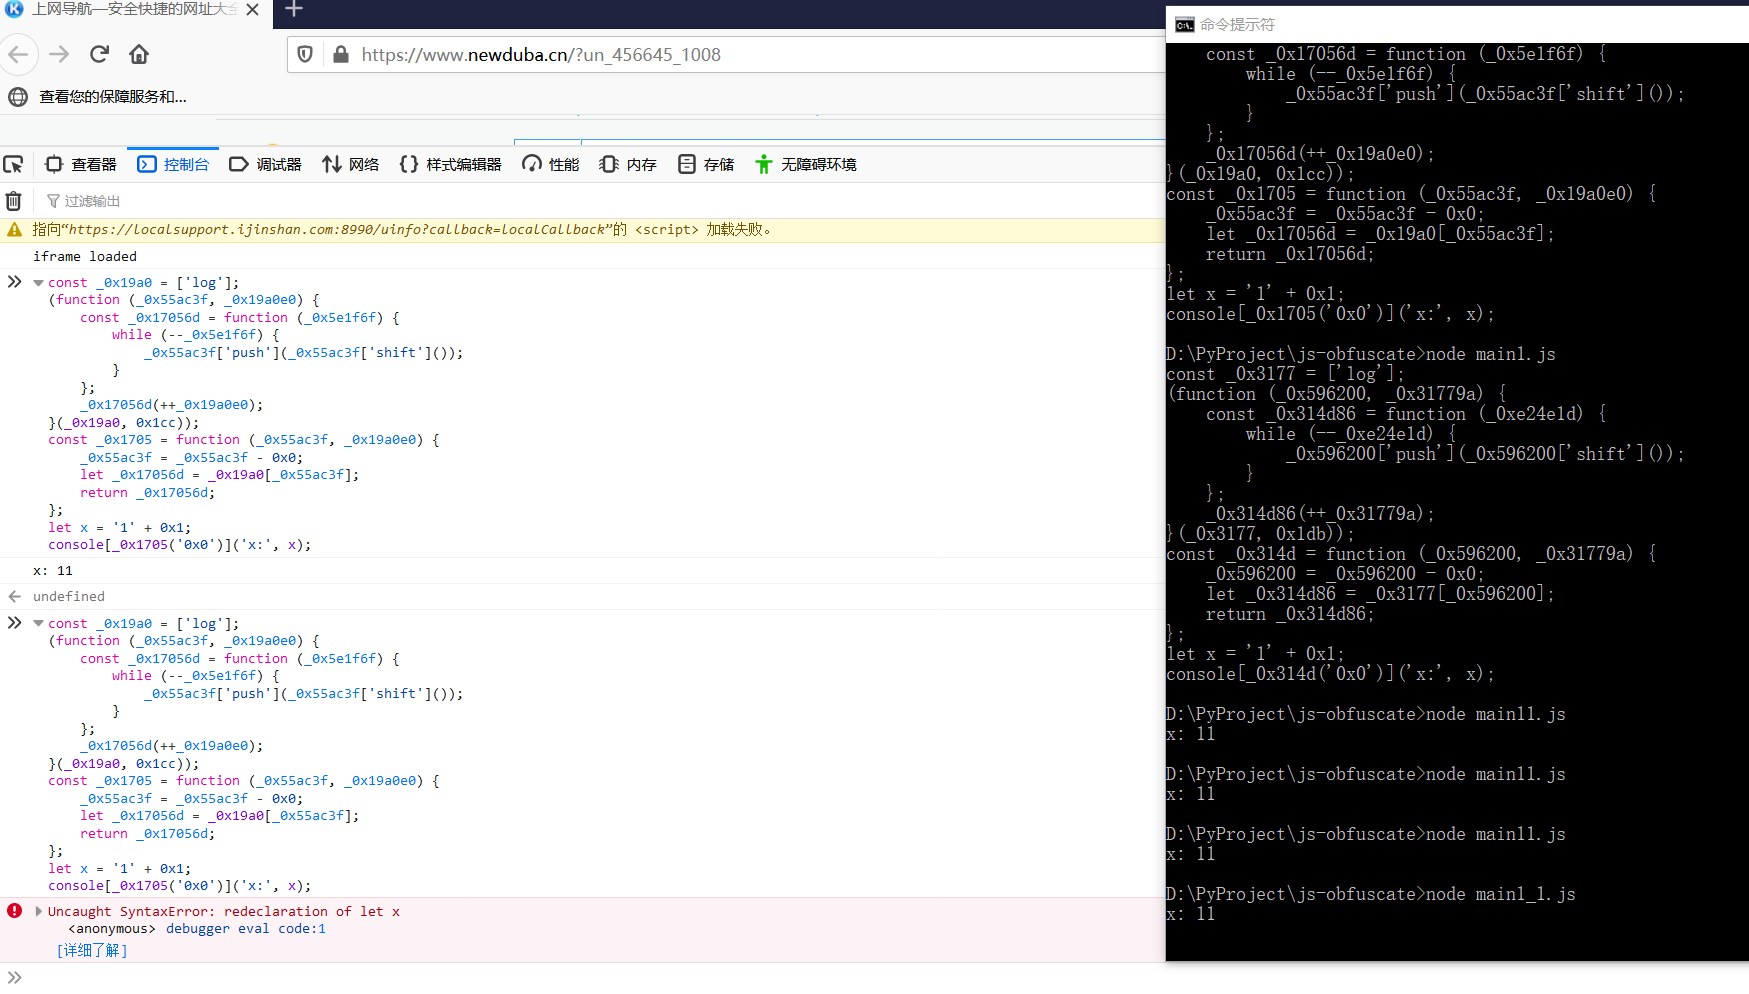 上网导航—安全快捷的网址大全
https://www.newduba.cn/?un_456645_1008
查看您的保障服务和...
查看器 控制台 调试器 网络 样式编辑器 性能 内存 存储 无障碍环境
过滤输出
指向“https://localsupport.ijinshan.com:8990/uinfo?callback=localCallback”的 <script> 加载失败。
iframe loaded
const _0x19a0 = ['log'];
(function (_0x55ac3f, _0x19a0e0) {
    const _0x17056d = function (_0x5e1f6f) {
        while (--_0x5e1f6f) {
            _0x55ac3f['push'](_0x55ac3f['shift']());
        }
    };
    _0x17056d(++_0x19a0e0);
}(_0x19a0, 0x1cc));
const _0x1705 = function (_0x55ac3f, _0x19a0e0) {
    _0x55ac3f = _0x55ac3f - 0x0;
    let _0x17056d = _0x19a0[_0x55ac3f];
    return _0x17056d;
};
let x = '1' + 0x1;
console[_0x1705('0x0')]('x:', x);
x: 11
undefined
const _0x19a0 = ['log'];
(function (_0x55ac3f, _0x19a0e0) {
    const _0x17056d = function (_0x5e1f6f) {
        while (--_0x5e1f6f) {
            _0x55ac3f['push'](_0x55ac3f['shift']());
        }
    };
    _0x17056d(++_0x19a0e0);
}(_0x19a0, 0x1cc));
const _0x1705 = function (_0x55ac3f, _0x19a0e0) {
    _0x55ac3f = _0x55ac3f - 0x0;
    let _0x17056d = _0x19a0[_0x55ac3f];
    return _0x17056d;
};
let x = '1' + 0x1;
console[_0x1705('0x0')]('x:', x);
Uncaught SyntaxError: redeclaration of let x
<anonymous> debugger eval code:1
[详细了解]
命令提示符
    const _0x17056d = function (_0x5e1f6f) {
        while (--_0x5e1f6f) {
            _0x55ac3f['push'](_0x55ac3f['shift']());
        }
    };
    _0x17056d(++_0x19a0e0);
}(_0x19a0, 0x1cc));
const _0x1705 = function (_0x55ac3f, _0x19a0e0) {
    _0x55ac3f = _0x55ac3f - 0x0;
    let _0x17056d = _0x19a0[_0x55ac3f];
    return _0x17056d;
};
let x = '1' + 0x1;
console[_0x1705('0x0')]('x:', x);
D:\PyProject\js-obfuscate>node main1.js
const _0x3177 = ['log'];
(function (_0x596200, _0x31779a) {
    const _0x314d86 = function (_0xe24e1d) {
        while (--_0xe24e1d) {
            _0x596200['push'](_0x596200['shift']());
        }
    };
    _0x314d86(++_0x31779a);
}(_0x3177, 0x1db));
const _0x314d = function (_0x596200, _0x31779a) {
    _0x596200 = _0x596200 - 0x0;
    let _0x314d86 = _0x3177[_0x596200];
    return _0x314d86;
};
let x = '1' + 0x1;
console[_0x314d('0x0')]('x:', x);
D:\PyProject\js-obfuscate>node main11.js
x: 11
D:\PyProject\js-obfuscate>node main11.js
x: 11
D:\PyProject\js-obfuscate>node main11.js
x: 11
D:\PyProject\js-obfuscate>node main1_1.js
x: 11